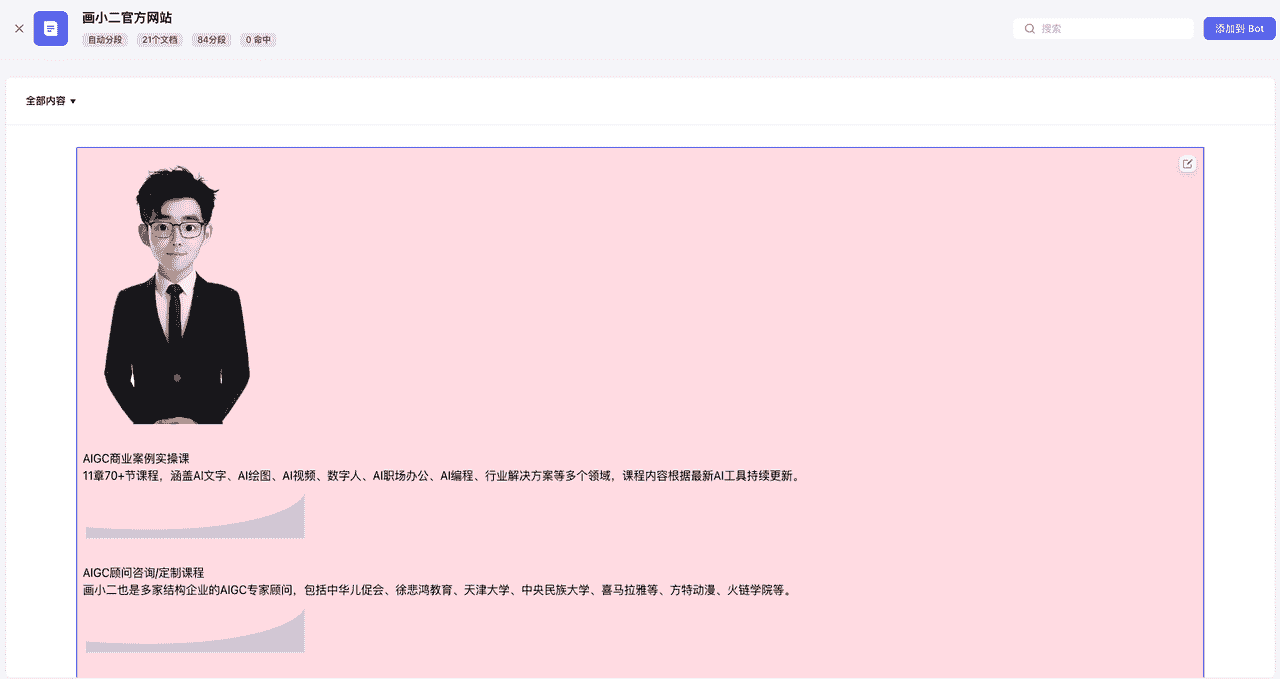 画小二官方网站
自动分段 21个文档 84分段 0 命中
搜索
添加到 Bot
全部内容
AIGC商业案例实操课
11章70+节课程，涵盖AI文字、AI绘图、AI视频、数字人、AI职场办公、AI编程、行业解决方案等多个领域，课程内容根据最新AI工具持续更新。
AIGC顾问咨询/定制课程
画小二也是多家结构企业的AIGC专家顾问，包括中华儿促会、徐悲鸿教育、天津大学、中央民族大学、喜马拉雅等、方特动漫、火链学院等。